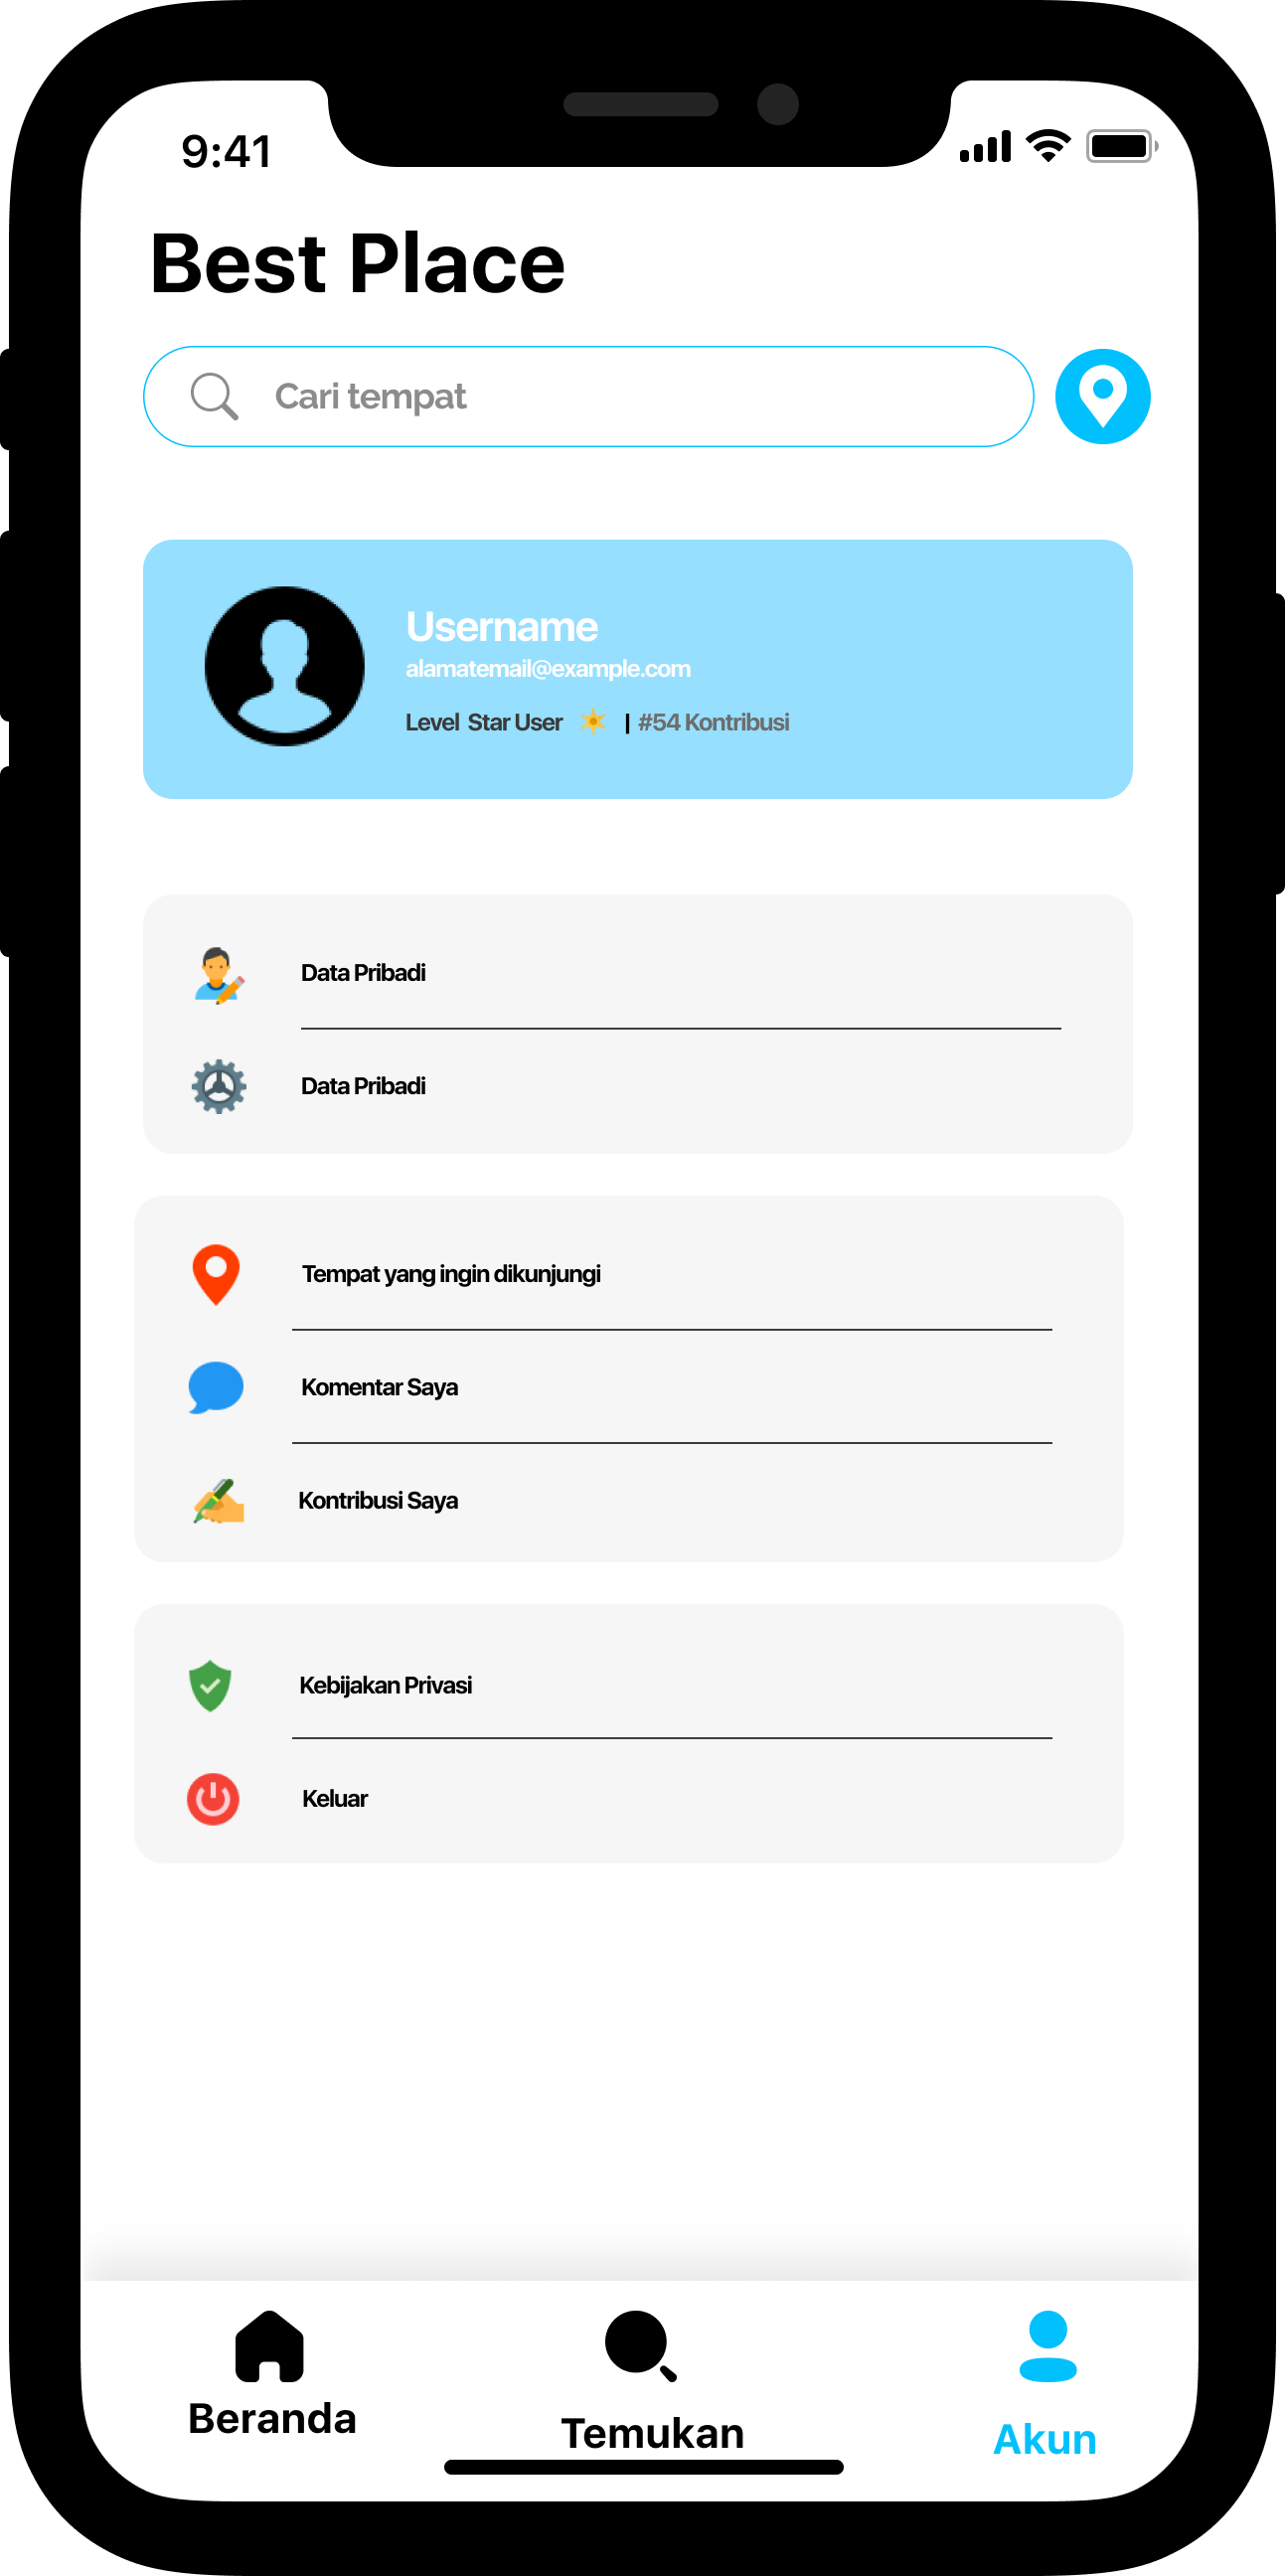 9:41
Best Place
Cari tempat
Username
alamatemail@example.com
Level Star User | #54 Kontribusi
Data Pribadi
Data Pribadi
Tempat yang ingin dikunjungi
Komentar Saya
Kontribusi Saya
Kebijakan Privasi
Keluar
Beranda
Temukan
Akun